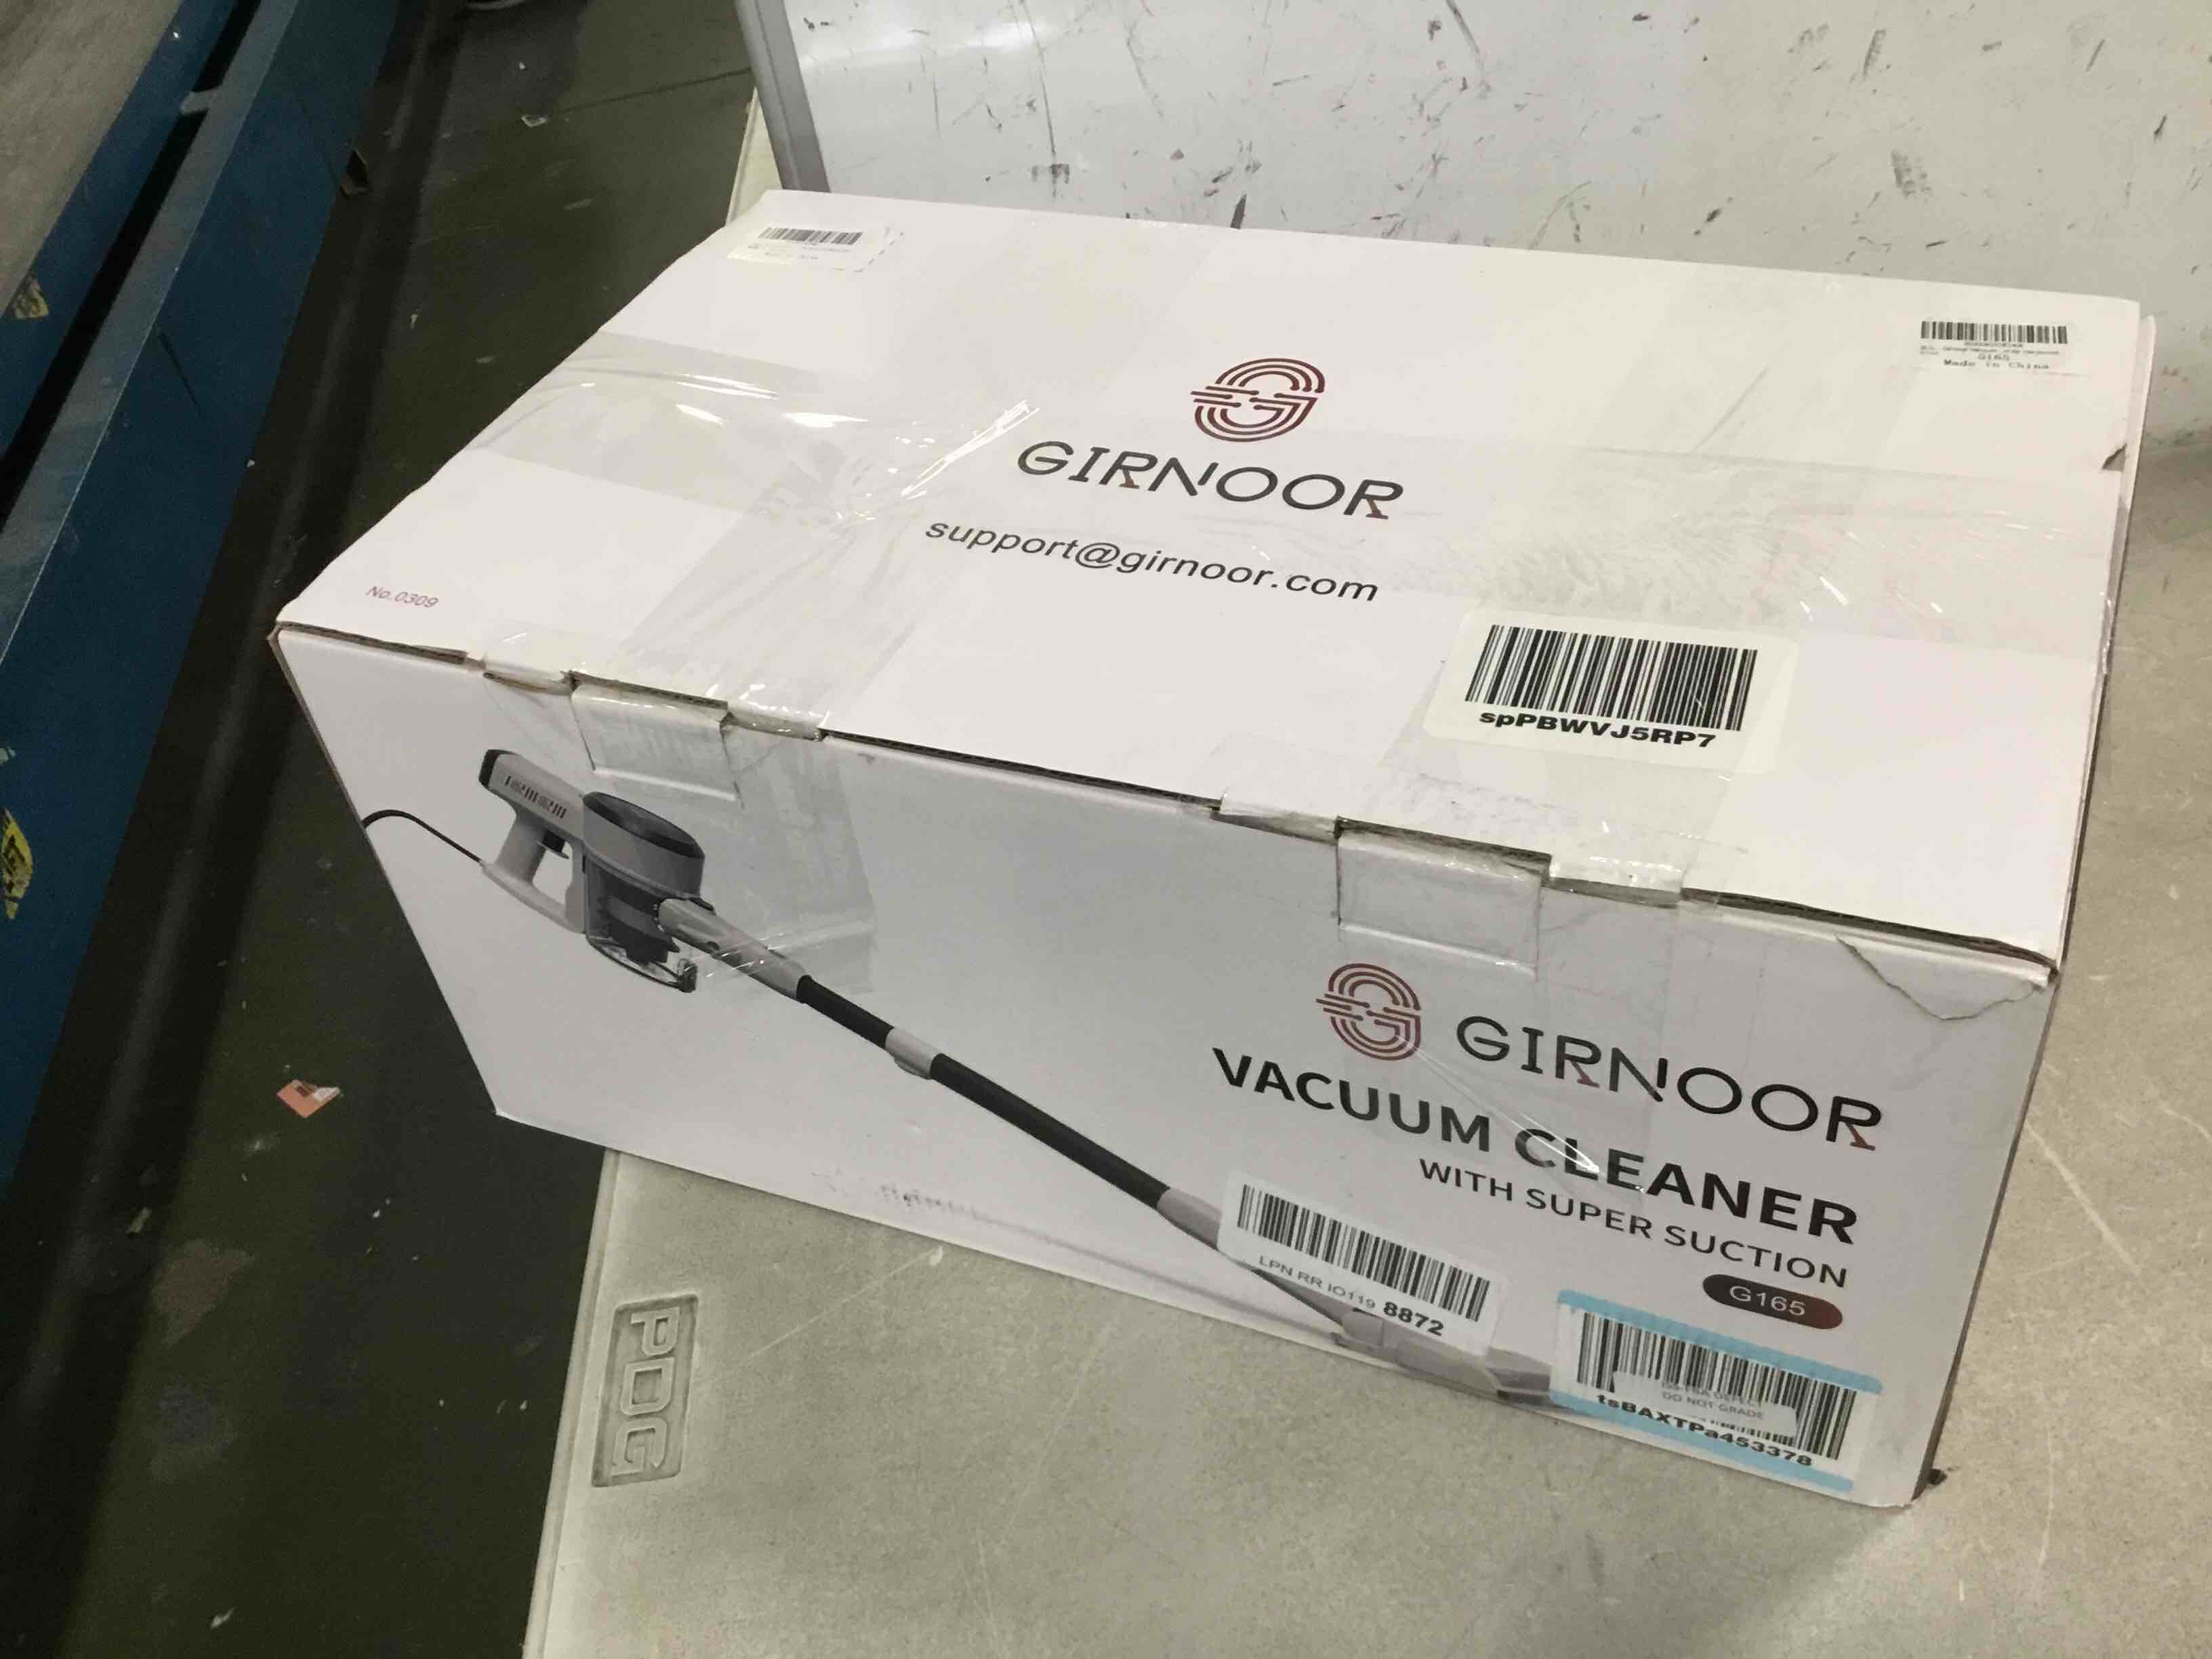 G165
Made in China
GIRNOOR
support@girnoor.com
No.0309
spPBWVJ5RP7
GIRNOOR
VACUUM CLEANER
WITH SUPER SUCTION
G165
LPN RR IO119 8872
DO NOT GRADE
tsBAXTPa453378
PDG